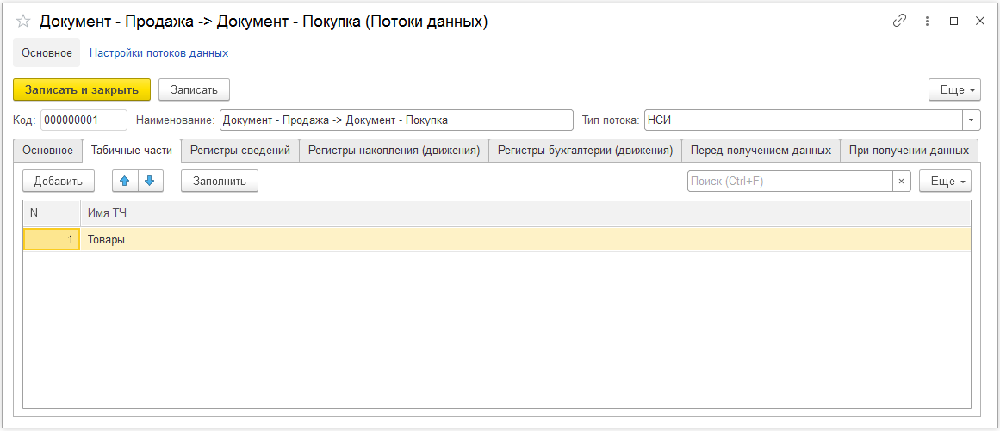 Документ - Продажа -> Документ - Покупка (Потоки данных)
Основное Настройки потоков данных
Записать и закрыть Записать Еще
Код: 000000001 Наименование: Документ - Продажа -> Документ - Покупка Тип потока: НСИ
Основное Табичные части Регистры сведений Регистры накопления (движения) Регистры бухгалтерии (движения) Перед получением данных При получении данных
Добавить Заполнить Поиск (Ctrl+F) × Еще
N Имя ТЧ
1 Товары